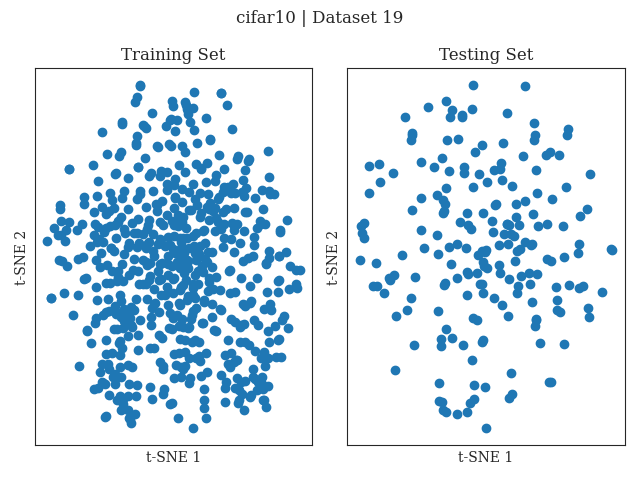 cifar10 | Dataset 19
Training Set
Testing Set
t-SNE 2
t-SNE 1
t-SNE 2
t-SNE 1